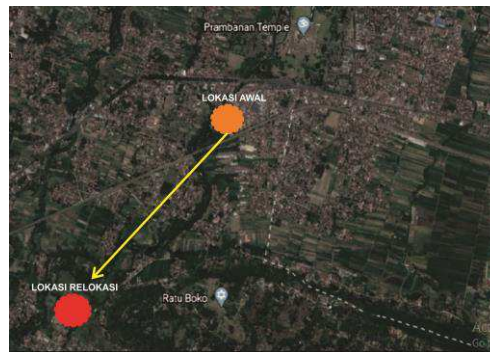 Prambanan Temple
LOKASI AWAL
LOKASI RELOKASI
Ratu Boko